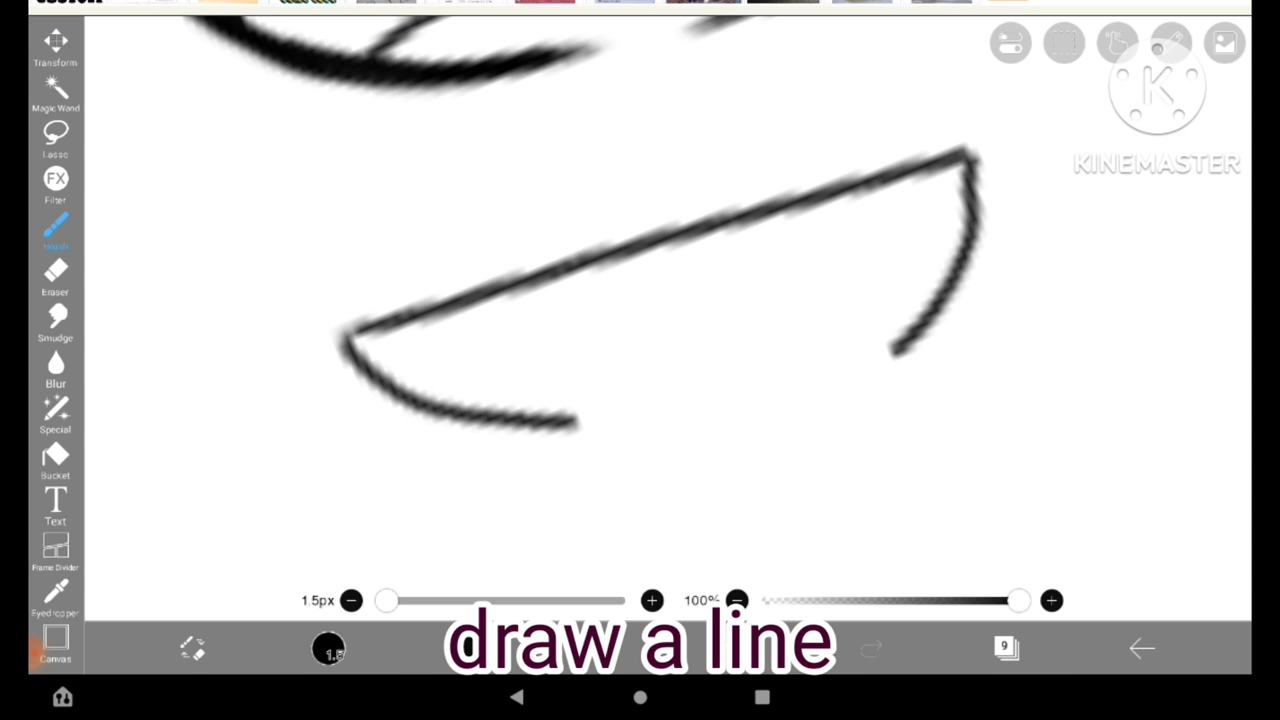 Transform
Magic Wand
K
KINEMASTER
Lasso
FX
Filter
Eraser
Smudge
Blur
Special
Bucket
T
Text
Frame Divider
Eyedropper
1.5px
100%
Canvas
draw a line
9